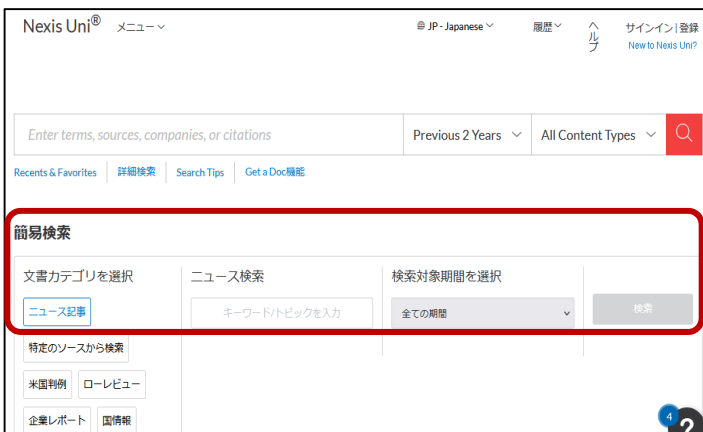 Nexis Uni® メニュー JP - Japanese 履歴 ヘルプ サインイン | 登録
New to Nexis Uni?
Enter terms, sources, companies, or citations Previous 2 Years All Content Types
Recents & Favorites 詳細検索 Search Tips Get a Doc機能
簡易検索
文書カテゴリを選択 ニュース検索 検索対象期間を選択
ニュース記事 キーワード/トピックを入力 全ての期間 検索
特定のソースから検索
米国判例 ローレビュー
企業レポート 国情報
4 ?